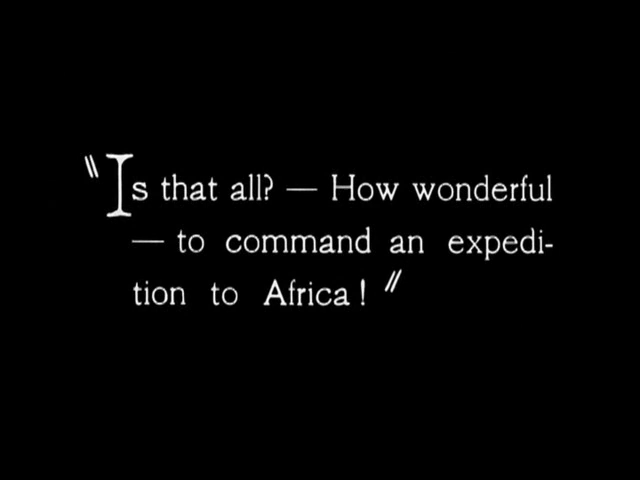 "Is that all? — How wonderful
— to command an expedi-
tion to Africa!"